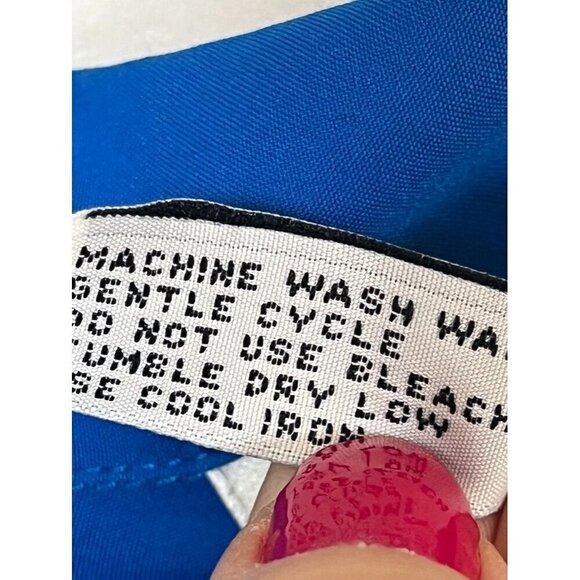 MACHINE WASH WA
GENTLE CYCLE
DO NOT USE BLEACH
TUMBLE DRY LOW
SE COOL IRON